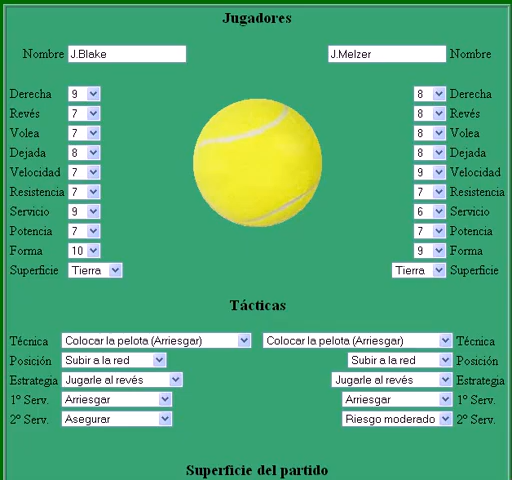 Jugadores
Nombre J.Blake J.Melzer Nombre
Derecha 9 8 Derecha
Revés 7 8 Revés
Volea 7 8 Volea
Dejada 8 8 Dejada
Velocidad 7 9 Velocidad
Resistencia 7 7 Resistencia
Servicio 9 6 Servicio
Potencia 7 7 Potencia
Forma 10 9 Forma
Superficie Tierra Tierra Superficie
Tácticas
Técnica Colocar la pelota (Arriesgar) Colocar la pelota (Arriesgar) Técnica
Posición Subir a la red Subir a la red Posición
Estrategia Jugarle al revés Jugarle al revés Estrategia
1º Serv. Arriesgar Arriesgar 1º Serv.
2º Serv. Asegurar Riesgo moderado 2º Serv.
Superficie del partido